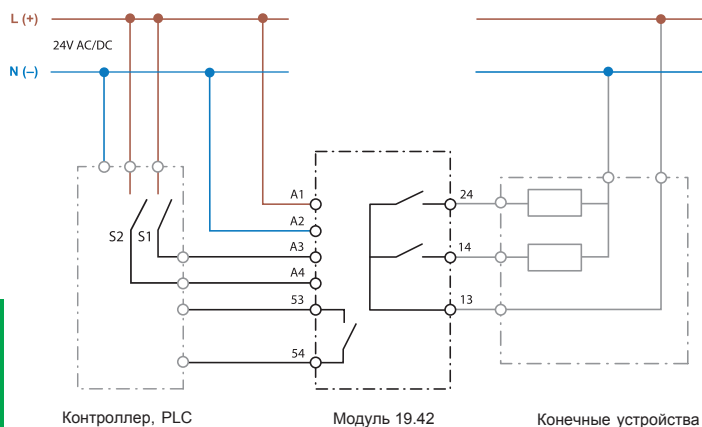 L (+)
24V AC/DC
N (–)
A1
24
A2
S2
S1
A3
14
A4
53
13
54
Контроллер, PLC
Модуль 19.42
Конечные устройства